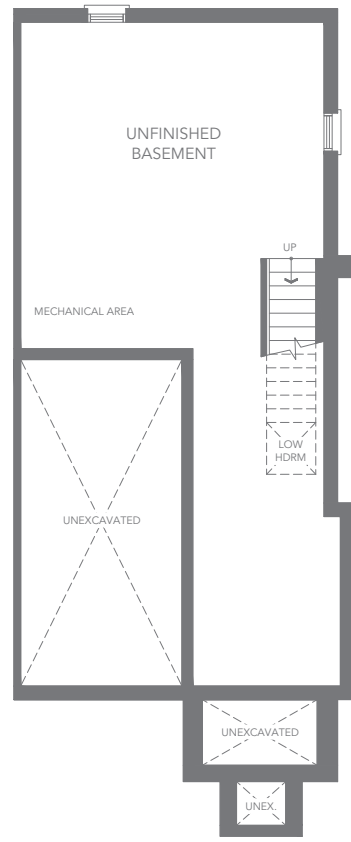 UNFINISHED
BASEMENT
UP
MECHANICAL AREA
LOW
HDRM
UNEXCAVATED
UNEXCAVATED
UNEX.